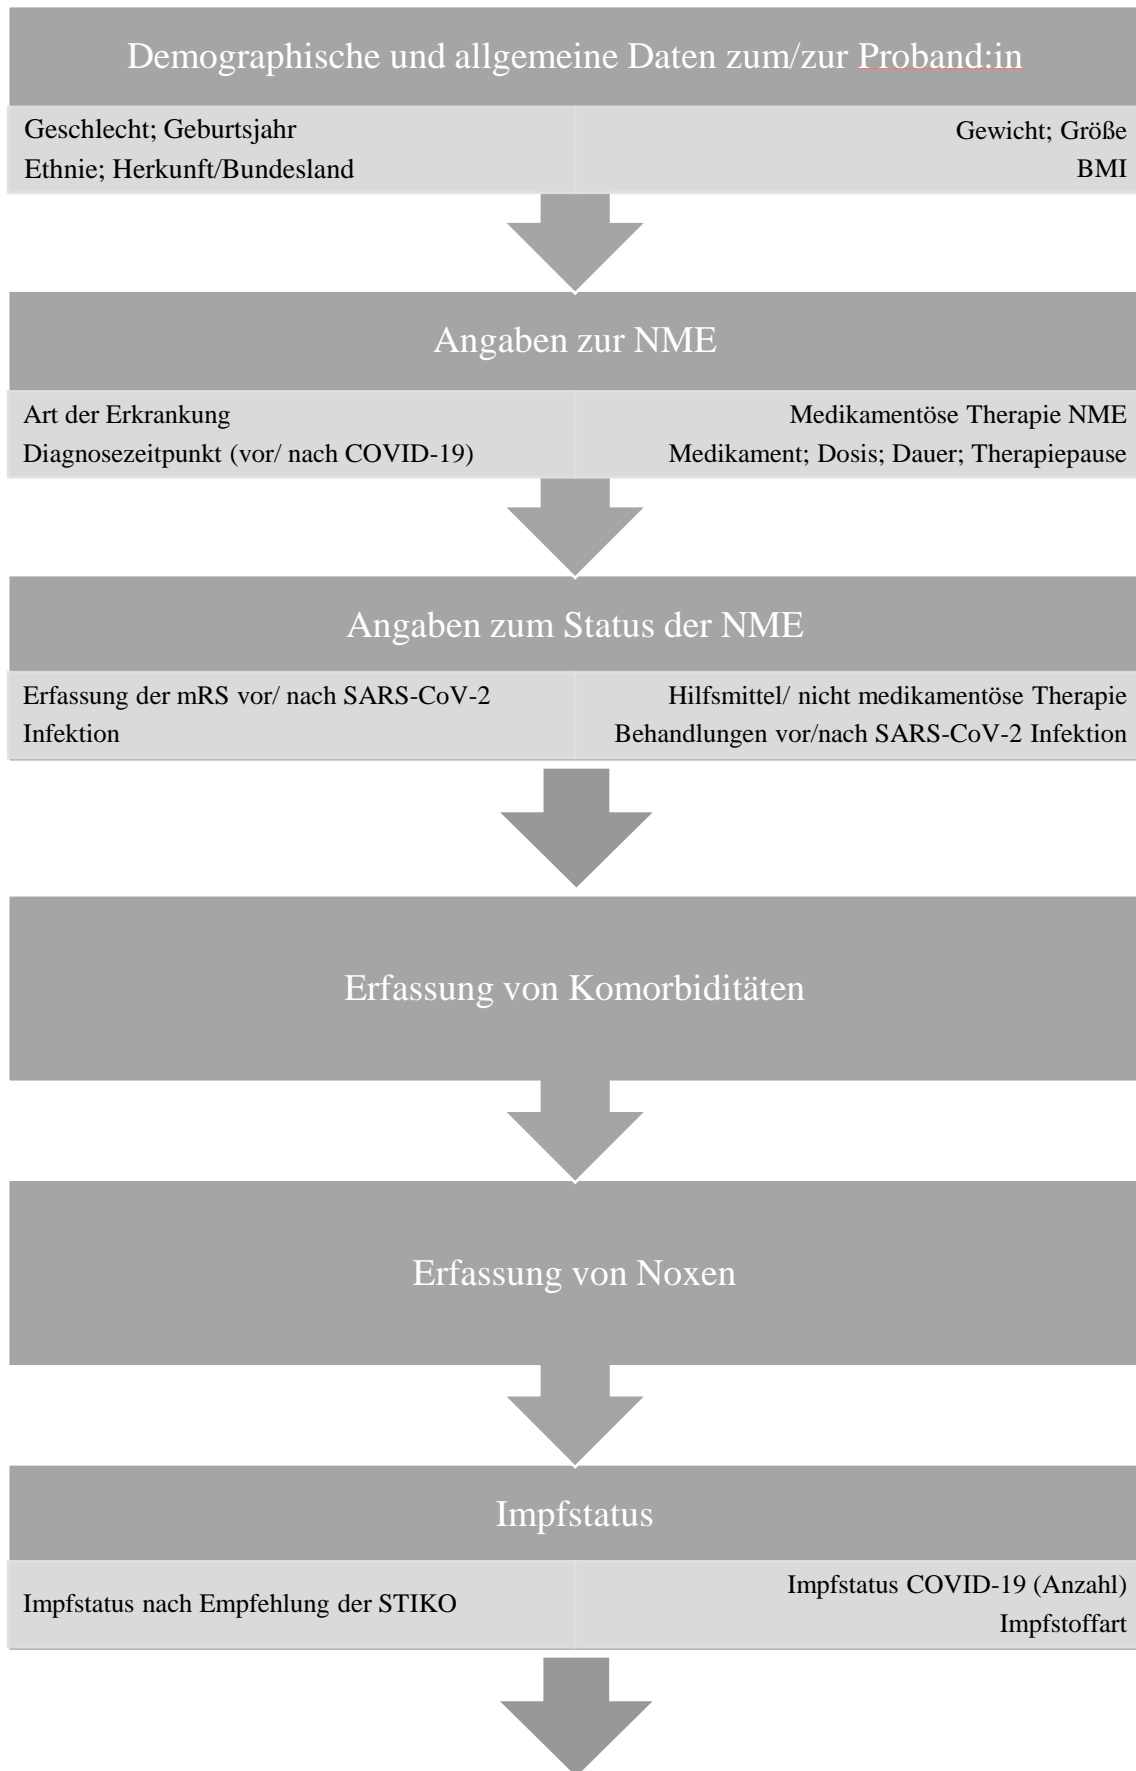 Demographische und allgemeine Daten zum/zur Proband:in
Geschlecht; Geburtsjahr
Ethnie; Herkunft/Bundesland
Gewicht; Größe
BMI
Angaben zur NME
Art der Erkrankung
Diagnosezeitpunkt (vor/ nach COVID-19)
Medikamentöse Therapie NME
Medikament; Dosis; Dauer; Therapiepause
Angaben zum Status der NME
Erfassung der mRS vor/ nach SARS-CoV-2
Infektion
Hilfsmittel/ nicht medikamentöse Therapie
Behandlungen vor/nach SARS-CoV-2 Infektion
Erfassung von Komorbiditäten
Erfassung von Noxen
Impfstatus
Impfstatus nach Empfehlung der STIKO
Impfstatus COVID-19 (Anzahl)
Impfstoffart